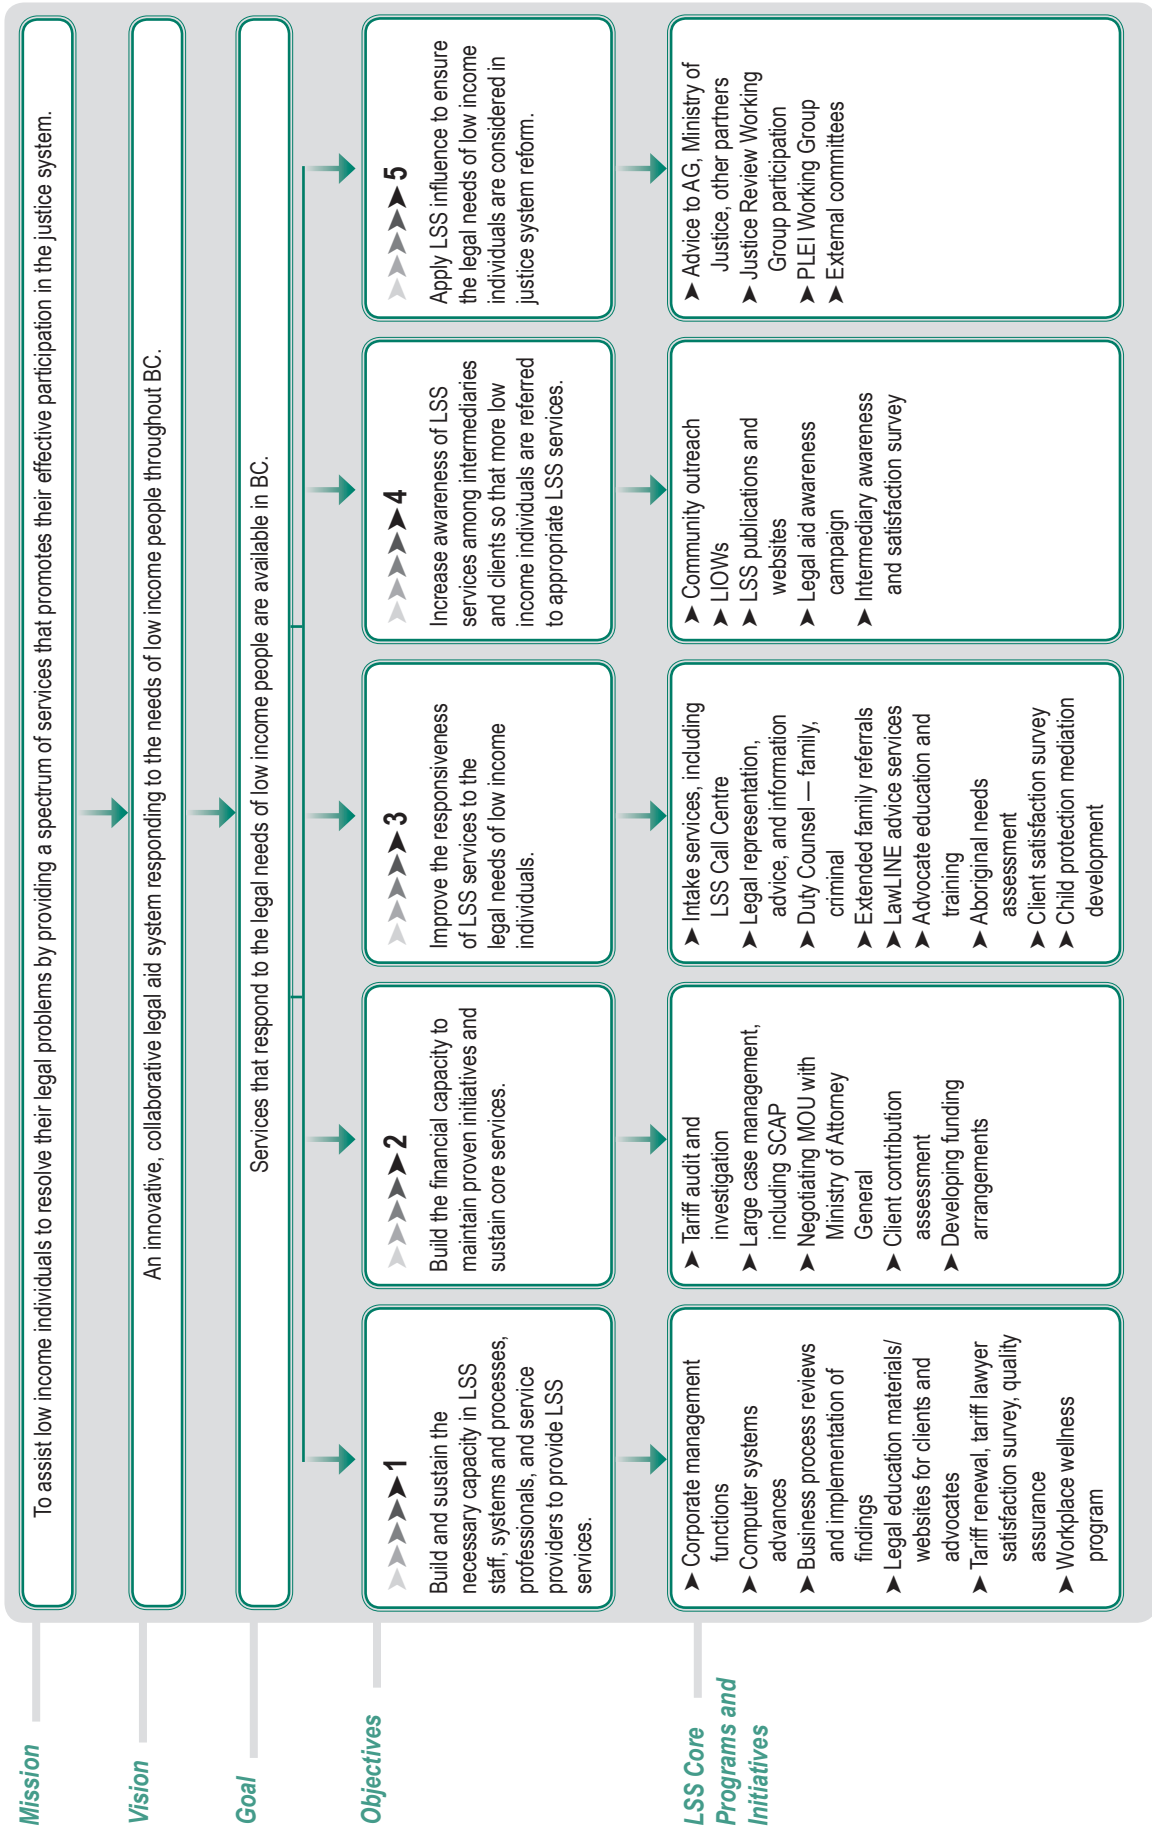 Mission
To assist low income individuals to resolve their legal problems by providing a spectrum of services that promotes their effective participation in the justice system.
Vision
An innovative, collaborative legal aid system responding to the needs of low income people throughout BC.
Goal
Services that respond to the legal needs of low income people are available in BC.
Objectives
1
Build and sustain the
necessary capacity in LSS
staff, systems and processes,
professionals, and service
providers to provide LSS
services.
2
Build the financial capacity to
maintain proven initiatives and
sustain core services.
3
Improve the responsiveness
of LSS services to the
legal needs of low income
individuals.
4
Increase awareness of LSS
services among intermediaries
and clients so that more low
income individuals are referred
to appropriate LSS services.
5
Apply LSS influence to ensure
the legal needs of low income
individuals are considered in
justice system reform.
LSS Core
Programs and
Initiatives
➤ Corporate management
functions
➤ Computer systems
advances
➤ Business process reviews
and implementation of
findings
➤ Legal education materials/
websites for clients and
advocates
➤ Tariff renewal, tariff lawyer
satisfaction survey, quality
assurance
➤ Workplace wellness
program
➤ Tariff audit and
investigation
➤ Large case management,
including SCAP
➤ Negotiating MOU with
Ministry of Attorney
General
➤ Client contribution
assessment
➤ Developing funding
arrangements
➤ Intake services, including
LSS Call Centre
➤ Legal representation,
advice, and information
➤ Duty Counsel — family,
criminal
➤ Extended family referrals
➤ LawLINE advice services
➤ Advocate education and
training
➤ Aboriginal needs
assessment
➤ Client satisfaction survey
➤ Child protection mediation
development
➤ Community outreach
➤ LIOWs
➤ LSS publications and
websites
➤ Legal aid awareness
campaign
➤ Intermediary awareness
and satisfaction survey
➤ Advice to AG, Ministry of
Justice, other partners
➤ Justice Review Working
Group participation
➤ PLEI Working Group
➤ External committees